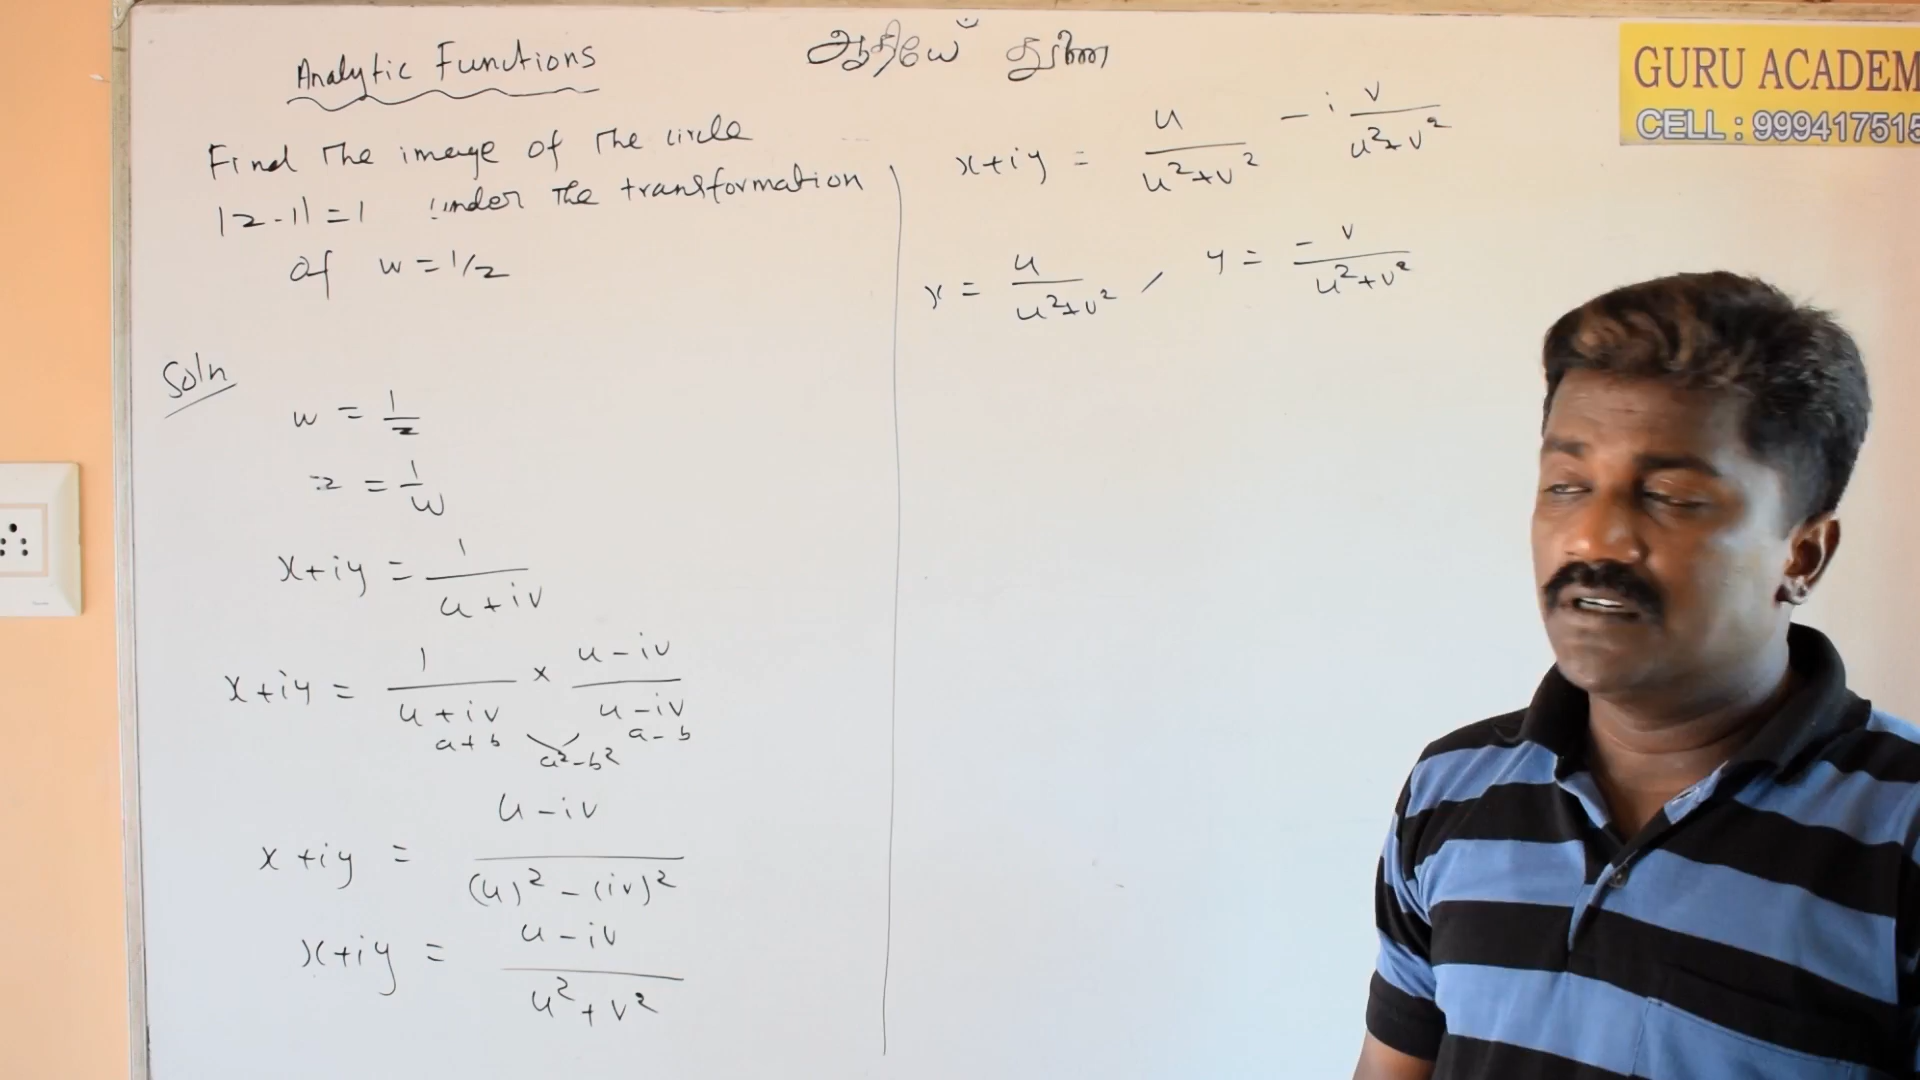 Analytic Functions
ஆதியே துணை
GURU ACADEM
CELL : 999417515
Find The image of The circle
|z-1| = 1 under The transformation
of w = 1/z
Soln
w = 1/z
z = 1/w
x+iy = 1/(u+iv)
x+iy = 1/(u+iv) × (u-iv)/(u-iv)
a+b a-b
a²-b²
x+iy = (u-iv)/((u)²-(iv)²)
x+iy = (u-iv)/(u²+v²)
x+iy = u/(u²+v²) - i v/(u²+v²)
x = u/(u²+v²) , y = -v/(u²+v²)